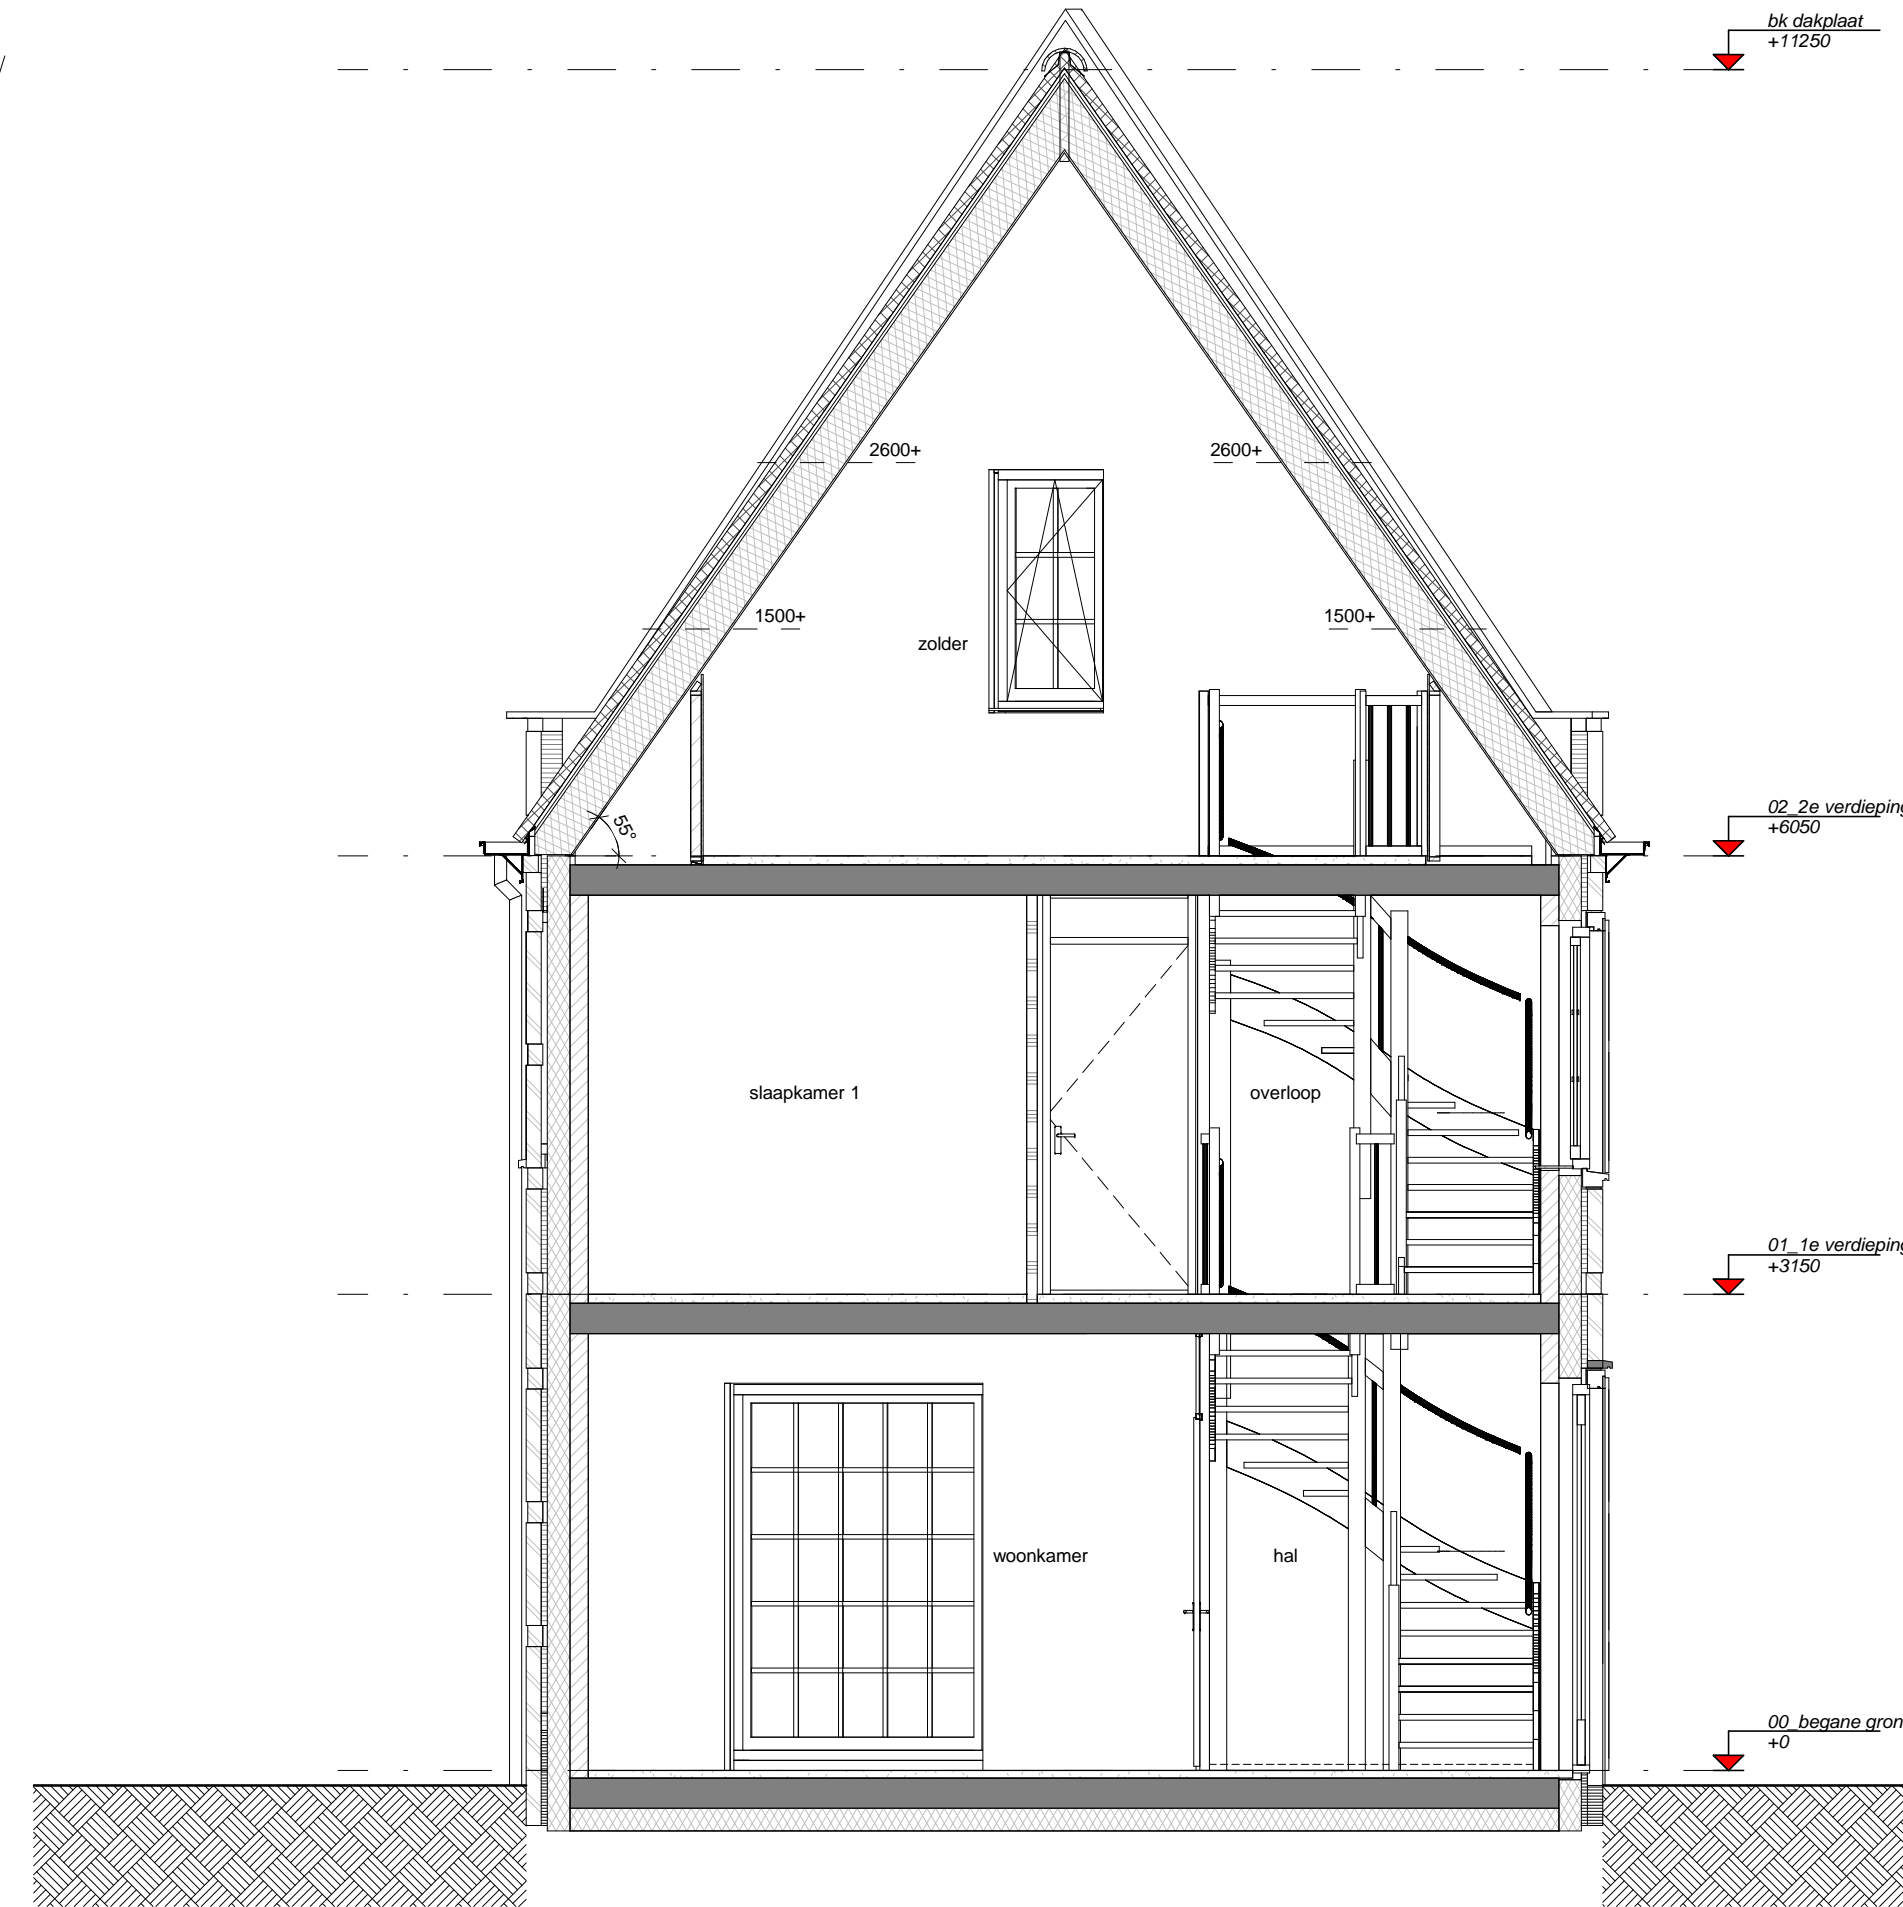 bk dakplaat
+11250
2600+ 2600+
1500+ 1500+
zolder
55°
02_2e verdieping
+6050
slaapkamer 1 overloop
01_1e verdieping
+3150
woonkamer hal
00_begane gron
+0